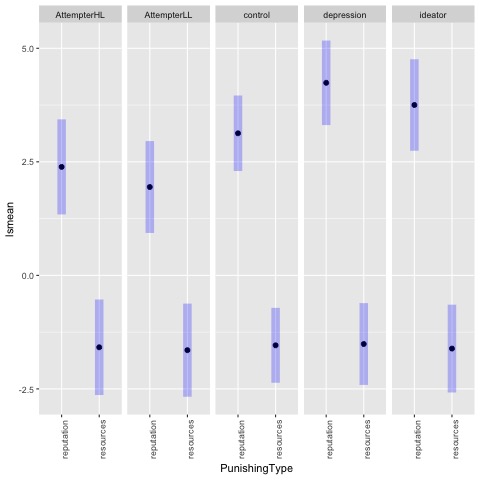 AttempterHL AttempterLL control depression ideator
5.0
2.5
0.0
-2.5
lsmean
reputation resources reputation resources reputation resources reputation resources reputation resources
PunishingType